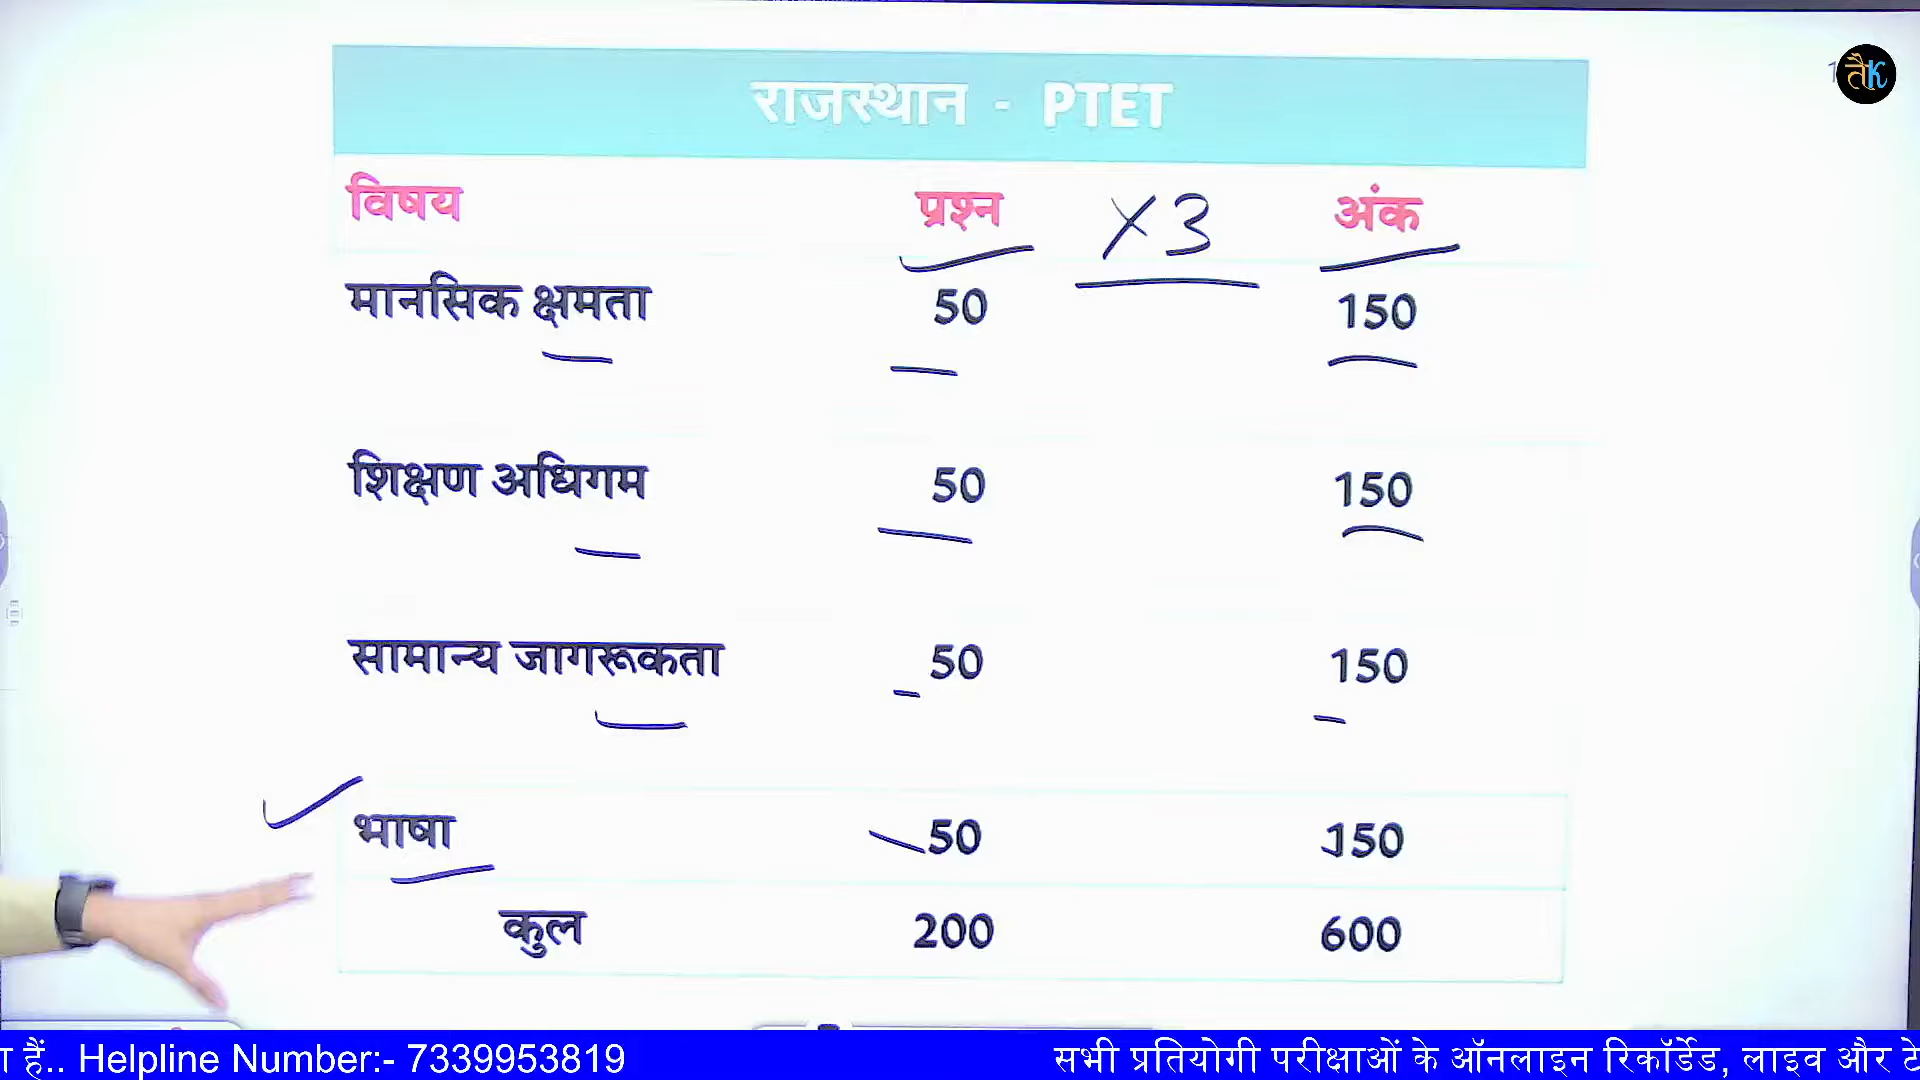 तैK
राजस्थान - PTET
विषय प्रश्न ×3 अंक
मानसिक क्षमता 50 150
शिक्षण अधिगम 50 150
सामान्य जागरूकता 50 150
भाषा 50 150
कुल 200 600
हैं.. Helpline Number:- 7339953819 सभी प्रतियोगी परीक्षाओं के ऑनलाइन रिकॉर्डेड, लाइव और